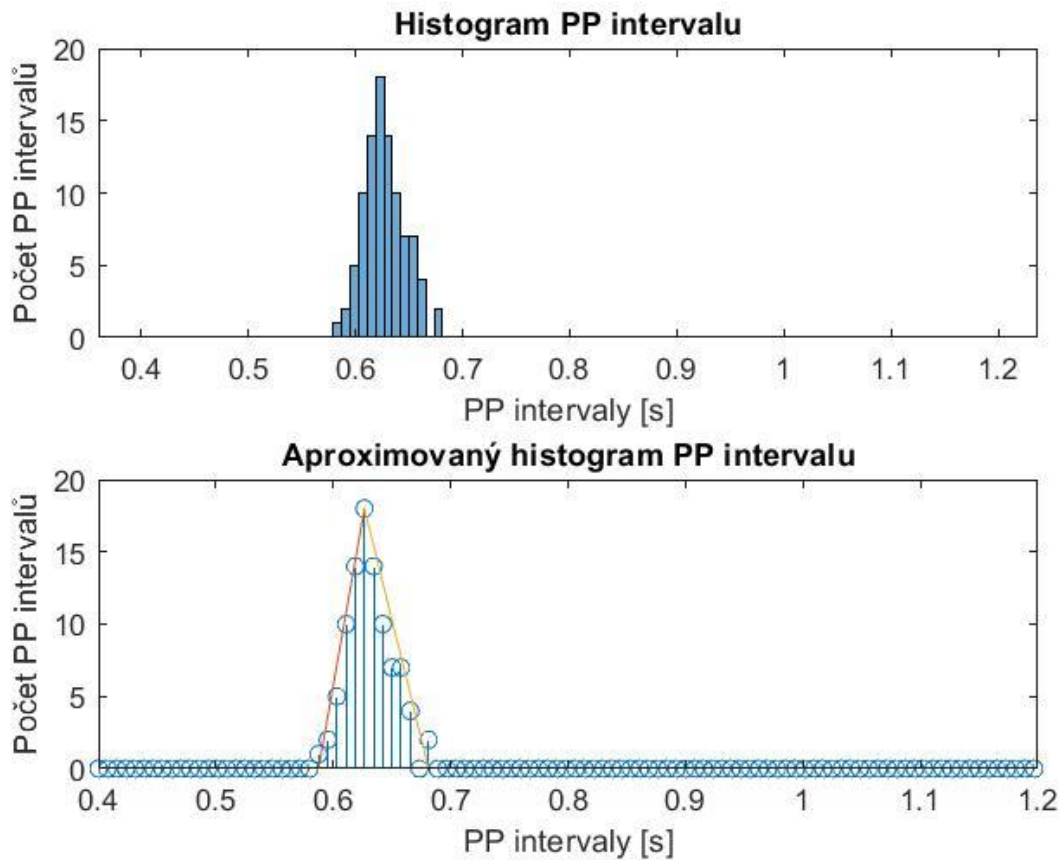 Histogram PP intervalu
20
15
10
5
0
Počet PP intervalů
0.4 0.5 0.6 0.7 0.8 0.9 1 1.1 1.2
PP intervaly [s]
Aproximovaný histogram PP intervalu
20
15
10
5
0
Počet PP intervalů
0.4 0.5 0.6 0.7 0.8 0.9 1 1.1 1.2
PP intervaly [s]